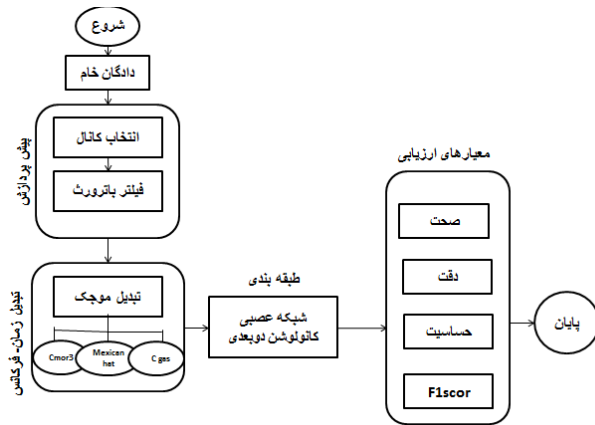 شروع
دادگان خام
پیش پردازش
انتخاب کانال
فیلتر باترورث
تبدیل زمان- فرکانس
تبدیل موجک
Cmor3
Mexican
hat
C gas
طبقه بندی
شبکه عصبی
کانولوشن دوبعدی
معیارهای ارزیابی
صحت
دقت
حساسیت
F1scor
پایان